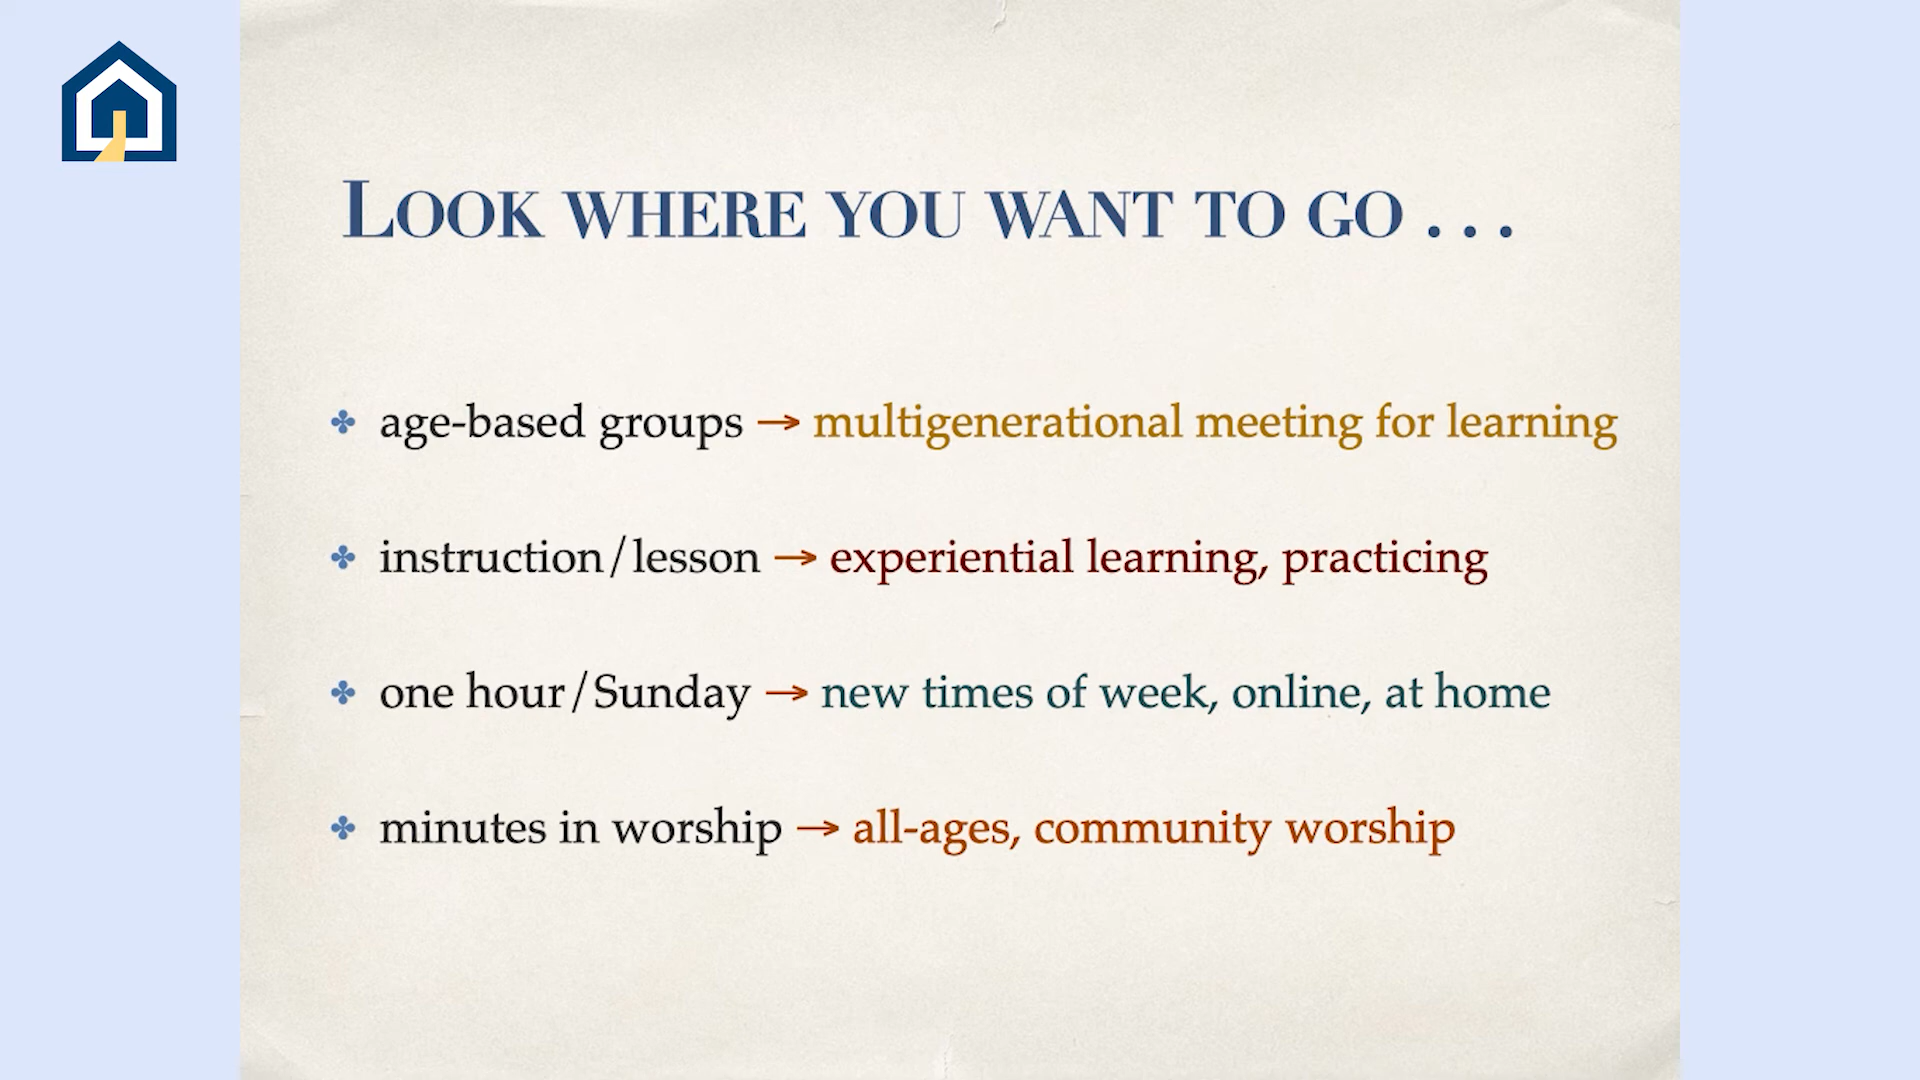 Look where you want to go . . .
age-based groups → multigenerational meeting for learning
instruction/lesson → experiential learning, practicing
one hour/Sunday → new times of week, online, at home
minutes in worship → all-ages, community worship